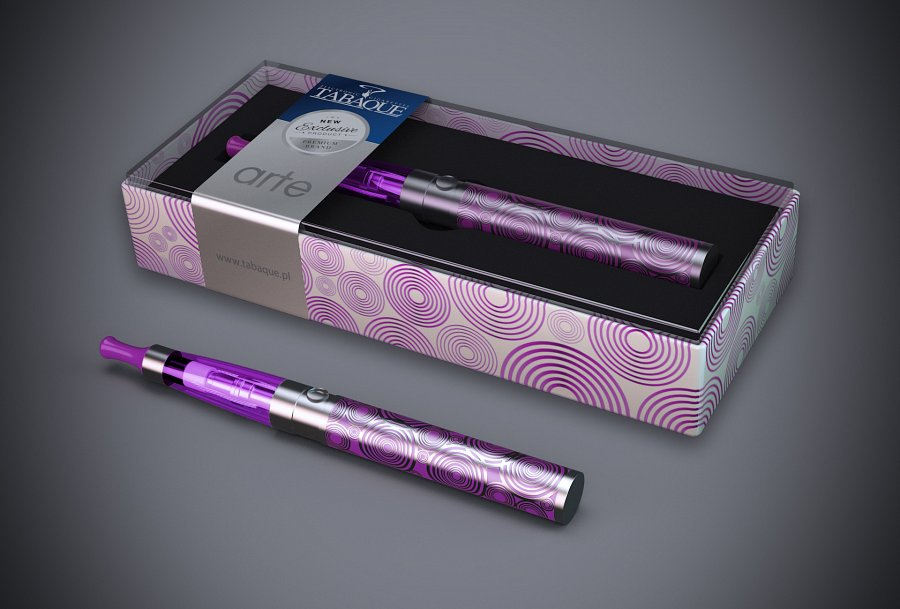 TABAQUE
NEW
Exclusive
PRODUCT
PREMIUM
BRAND
arte
www.tabaque.pl